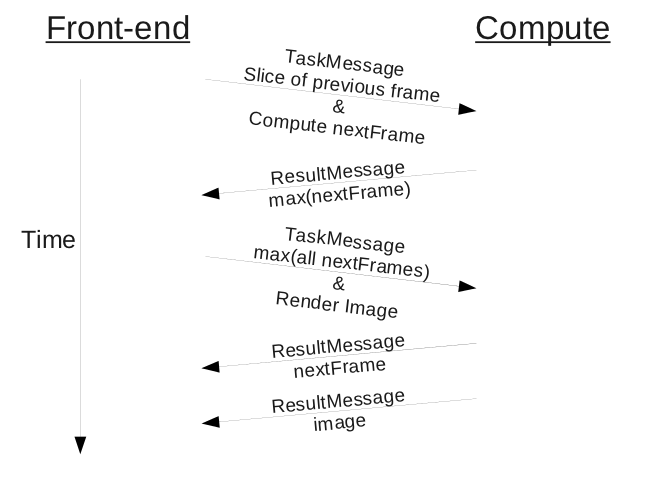 Front-end
Compute
TaskMessage
Slice of previous frame
&
Compute nextFrame
ResultMessage
max(nextFrame)
Time
TaskMessage
max(all nextFrames)
&
Render Image
ResultMessage
nextFrame
ResultMessage
image